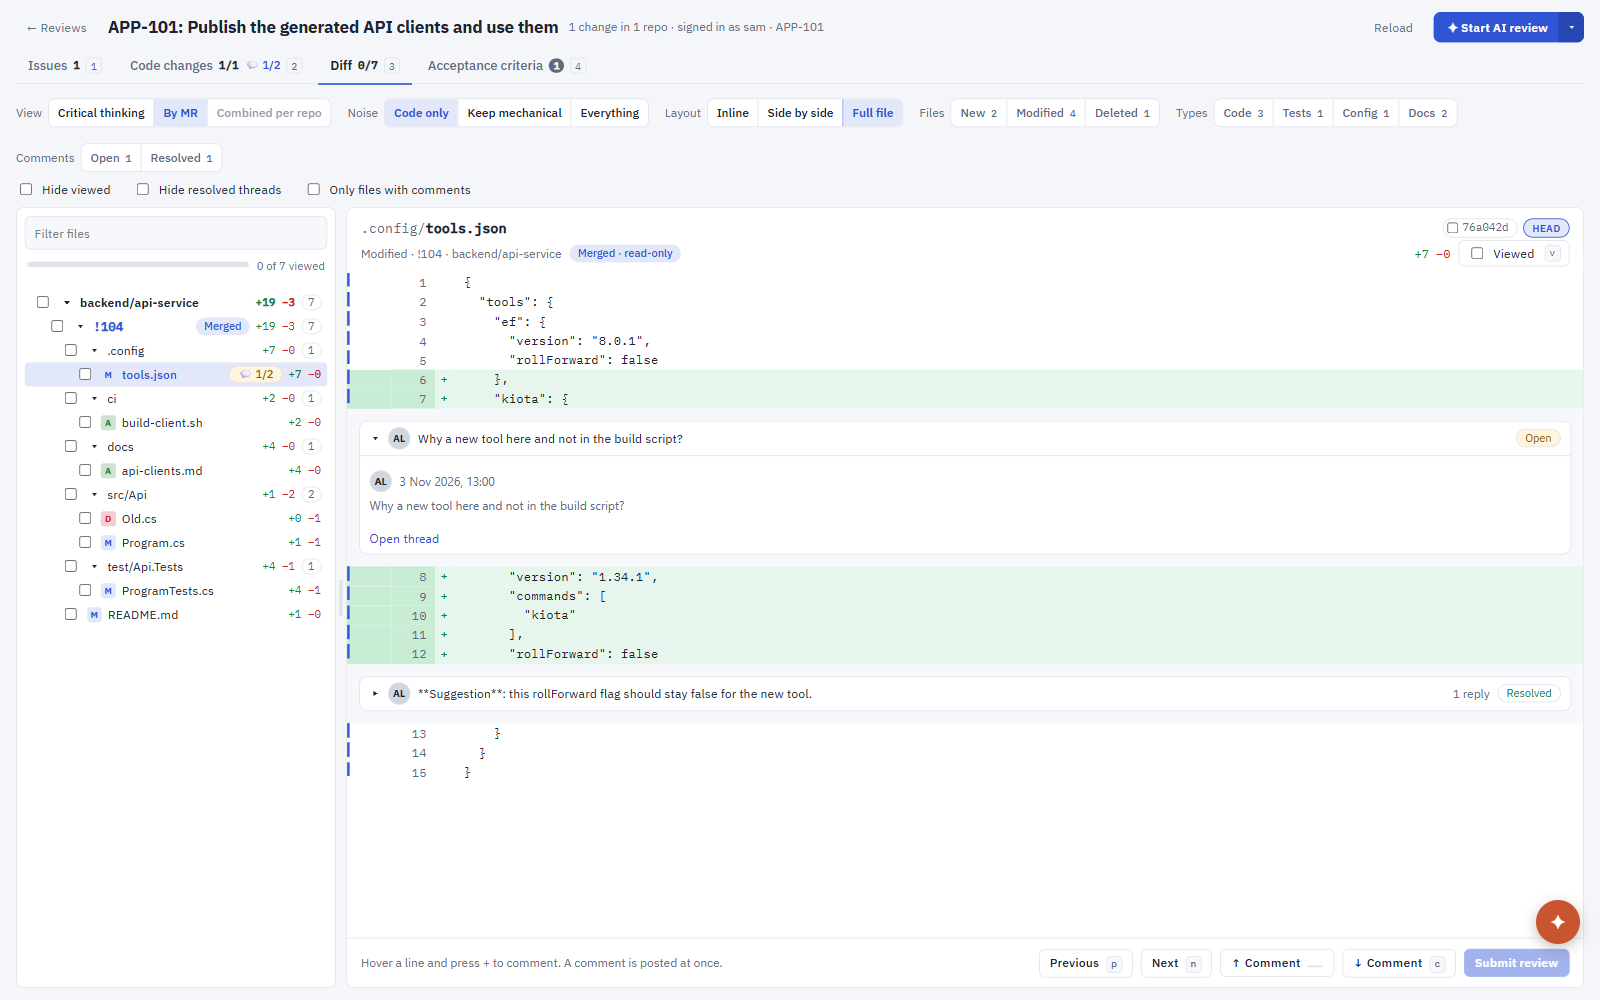 ← Reviews APP-101: Publish the generated API clients and use them 1 change in 1 repo · signed in as sam · APP-101 Reload ✦ Start AI review
Issues 1 1 Code changes 1/1 1/2 2 Diff 0/7 3 Acceptance criteria 1 4
View Critical thinking By MR Combined per repo Noise Code only Keep mechanical Everything Layout Inline Side by side Full file Files New 2 Modified 4 Deleted 1 Types Code 3 Tests 1 Config 1 Docs 2
Comments Open 1 Resolved 1
Hide viewed Hide resolved threads Only files with comments
Filter files
0 of 7 viewed
backend/api-service +19 −3 7
!104 Merged +19 −3 7
.config +7 −0 1
M tools.json 1/2 +7 −0
ci +2 −0 1
A build-client.sh +2 −0
docs +4 −0 1
A api-clients.md +4 −0
src/Api +1 −2 2
D Old.cs +0 −1
M Program.cs +1 −1
test/Api.Tests +4 −1 1
M ProgramTests.cs +4 −1
M README.md +1 −0
.config/tools.json 76a042d HEAD
Modified · !104 · backend/api-service Merged · read-only +7 −0 Viewed v
1 {
2 "tools": {
3 "ef": {
4 "version": "8.0.1",
5 "rollForward": false
6 + },
7 + "kiota": {
AL Why a new tool here and not in the build script? Open
AL 3 Nov 2026, 13:00
Why a new tool here and not in the build script?
Open thread
8 + "version": "1.34.1",
9 + "commands": [
10 + "kiota"
11 + ],
12 + "rollForward": false
AL **Suggestion**: this rollForward flag should stay false for the new tool. 1 reply Resolved
13 }
14 }
15 }
Hover a line and press + to comment. A comment is posted at once. Previous p Next n ↑ Comment ↓ Comment c Submit review